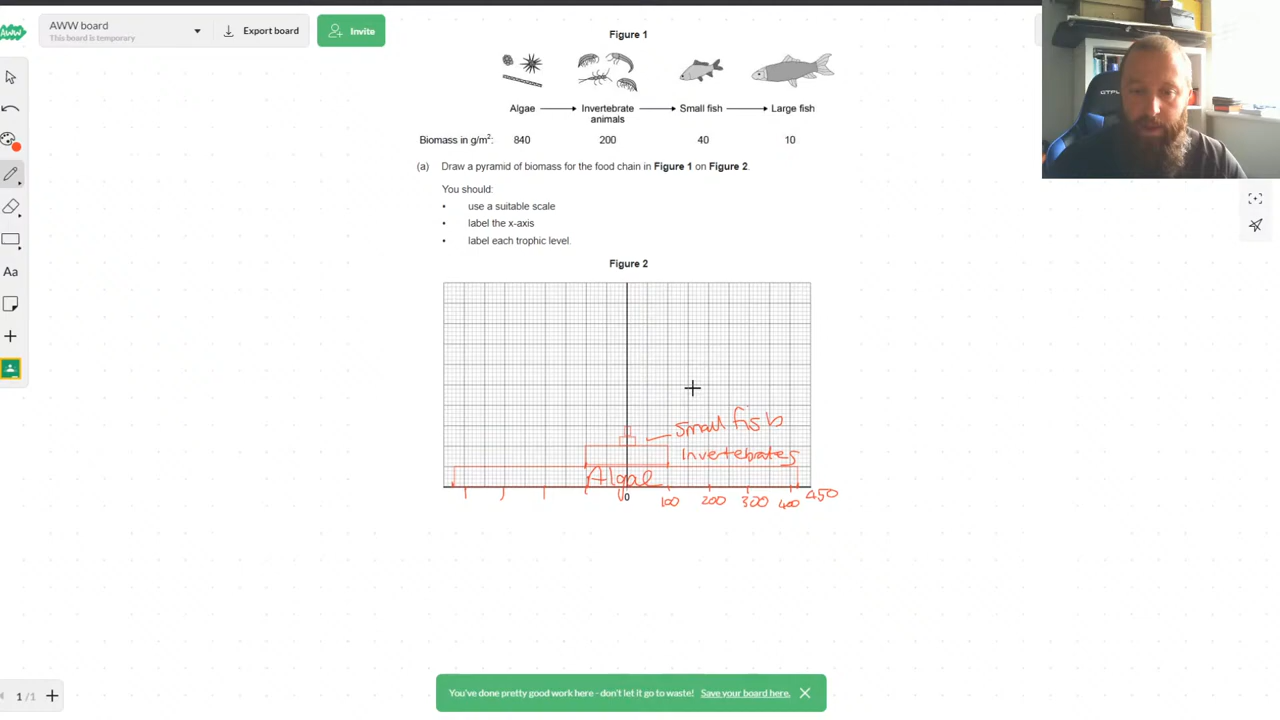 AWW board
This board is temporary
Export board
Invite
Figure 1
Algae
Invertebrate animals
Small fish
Large fish
Biomass in g/m²: 840 200 40 10
(a) Draw a pyramid of biomass for the food chain in Figure 1 on Figure 2.
You should:
• use a suitable scale
• label the x-axis
• label each trophic level.
Figure 2
Small fish
Invertebrates
Algae
0 100 200 300 400 450
Aa
1/1
You've done pretty good work here - don't let it go to waste! Save your board here.